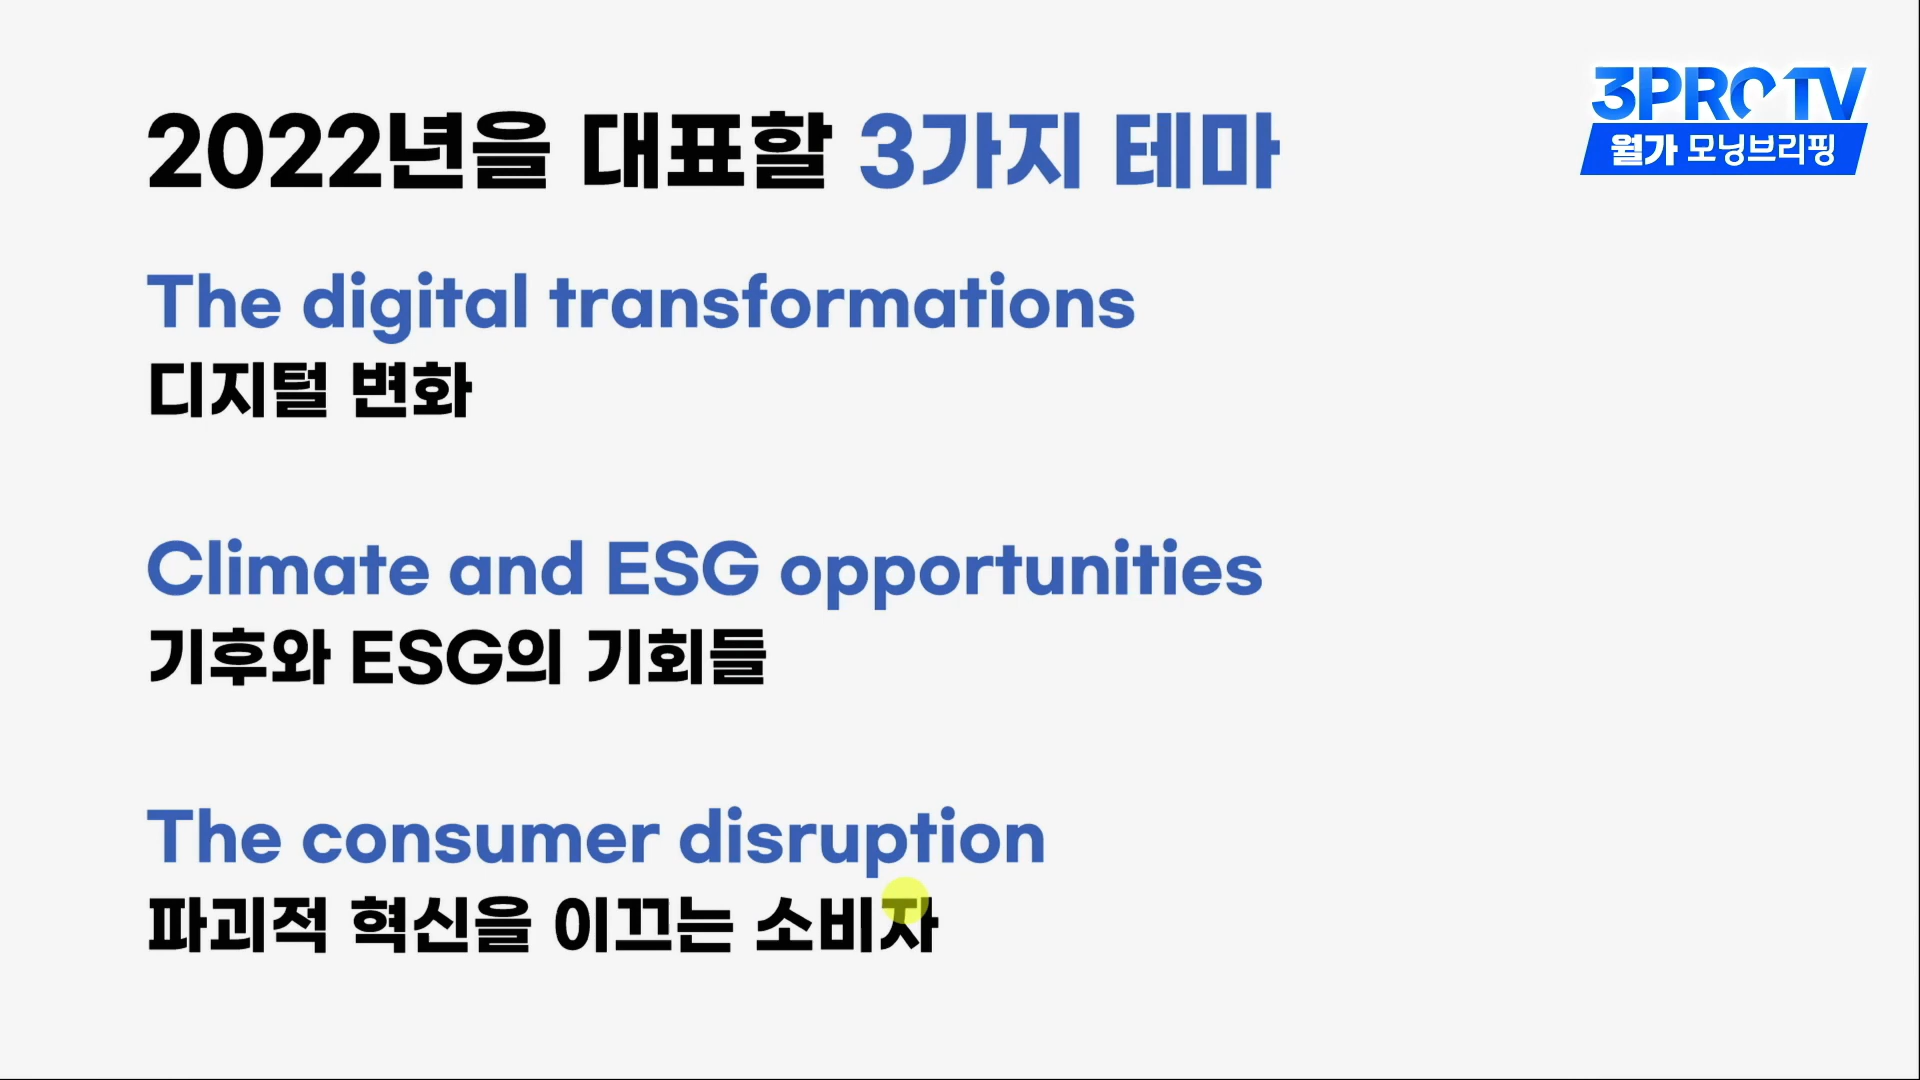 2022년을 대표할 3가지 테마
3PRO TV
월가 모닝브리핑
The digital transformations
디지털 변화
Climate and ESG opportunities
기후와 ESG의 기회들
The consumer disruption
파괴적 혁신을 이끄는 소비자